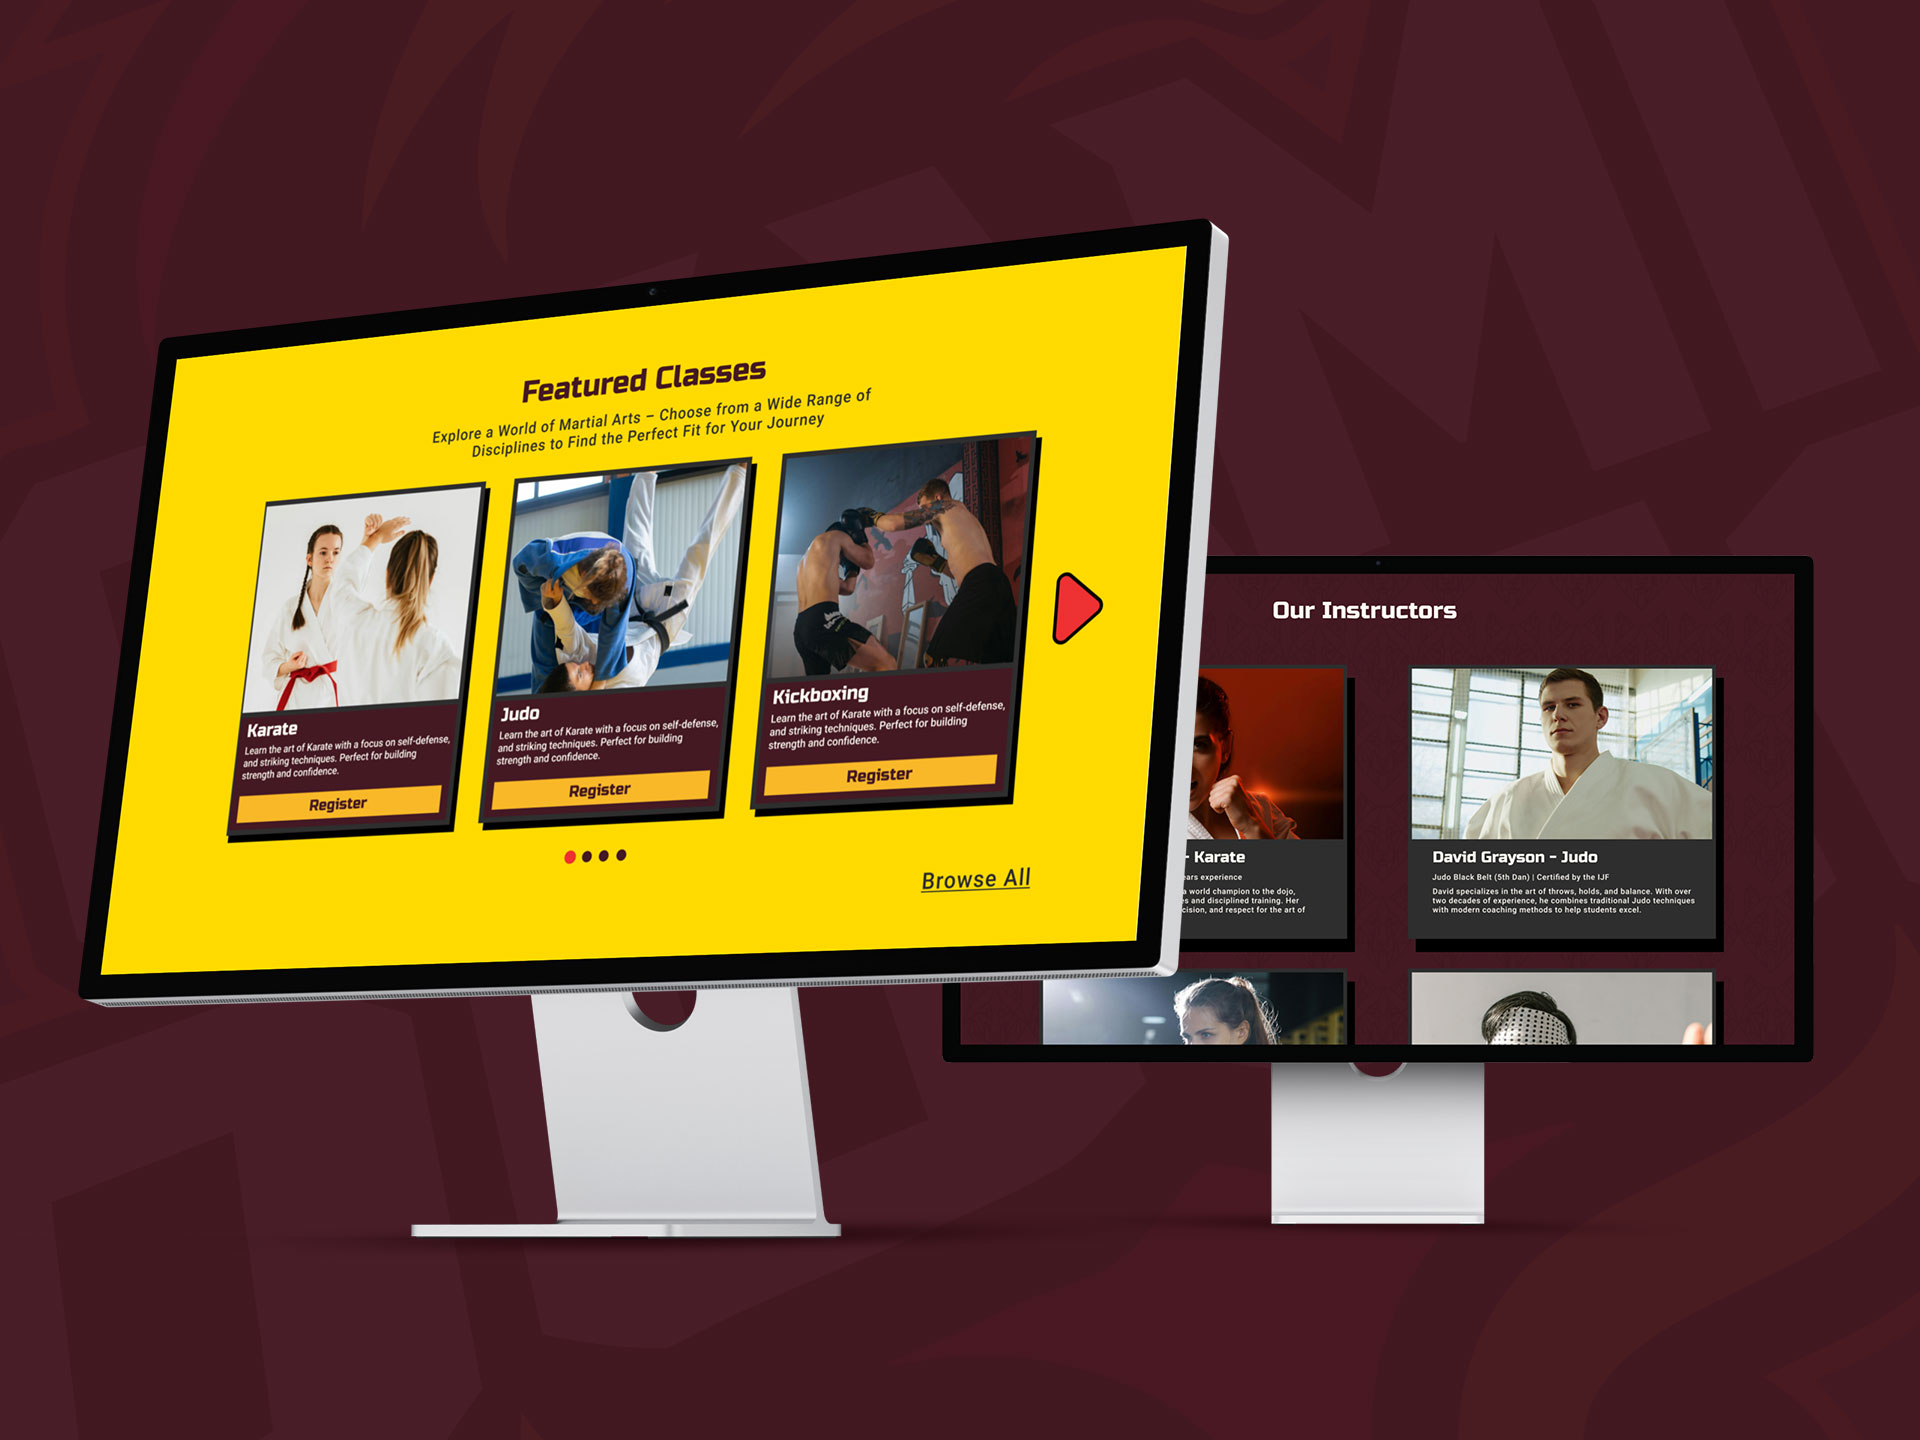 Featured Classes
Explore a World of Martial Arts – Choose from a Wide Range of
Disciplines to Find the Perfect Fit for Your Journey
Karate
Learn the art of Karate with a focus on self-defense,
and striking techniques. Perfect for building
strength and confidence.
Register
Judo
Learn the art of Karate with a focus on self-defense,
and striking techniques. Perfect for building
strength and confidence.
Register
Kickboxing
Learn the art of Karate with a focus on self-defense,
and striking techniques. Perfect for building
strength and confidence.
Register
Browse All
Our Instructors
- Karate
experience
a world champion to the dojo,
and disciplined training. Her
and respect for the art of
David Grayson - Judo
Judo Black Belt (5th Dan) | Certified by the IJF
David specializes in the art of throws, holds, and balance. With over
two decades of experience, he combines traditional Judo techniques
with modern coaching methods to help students excel.